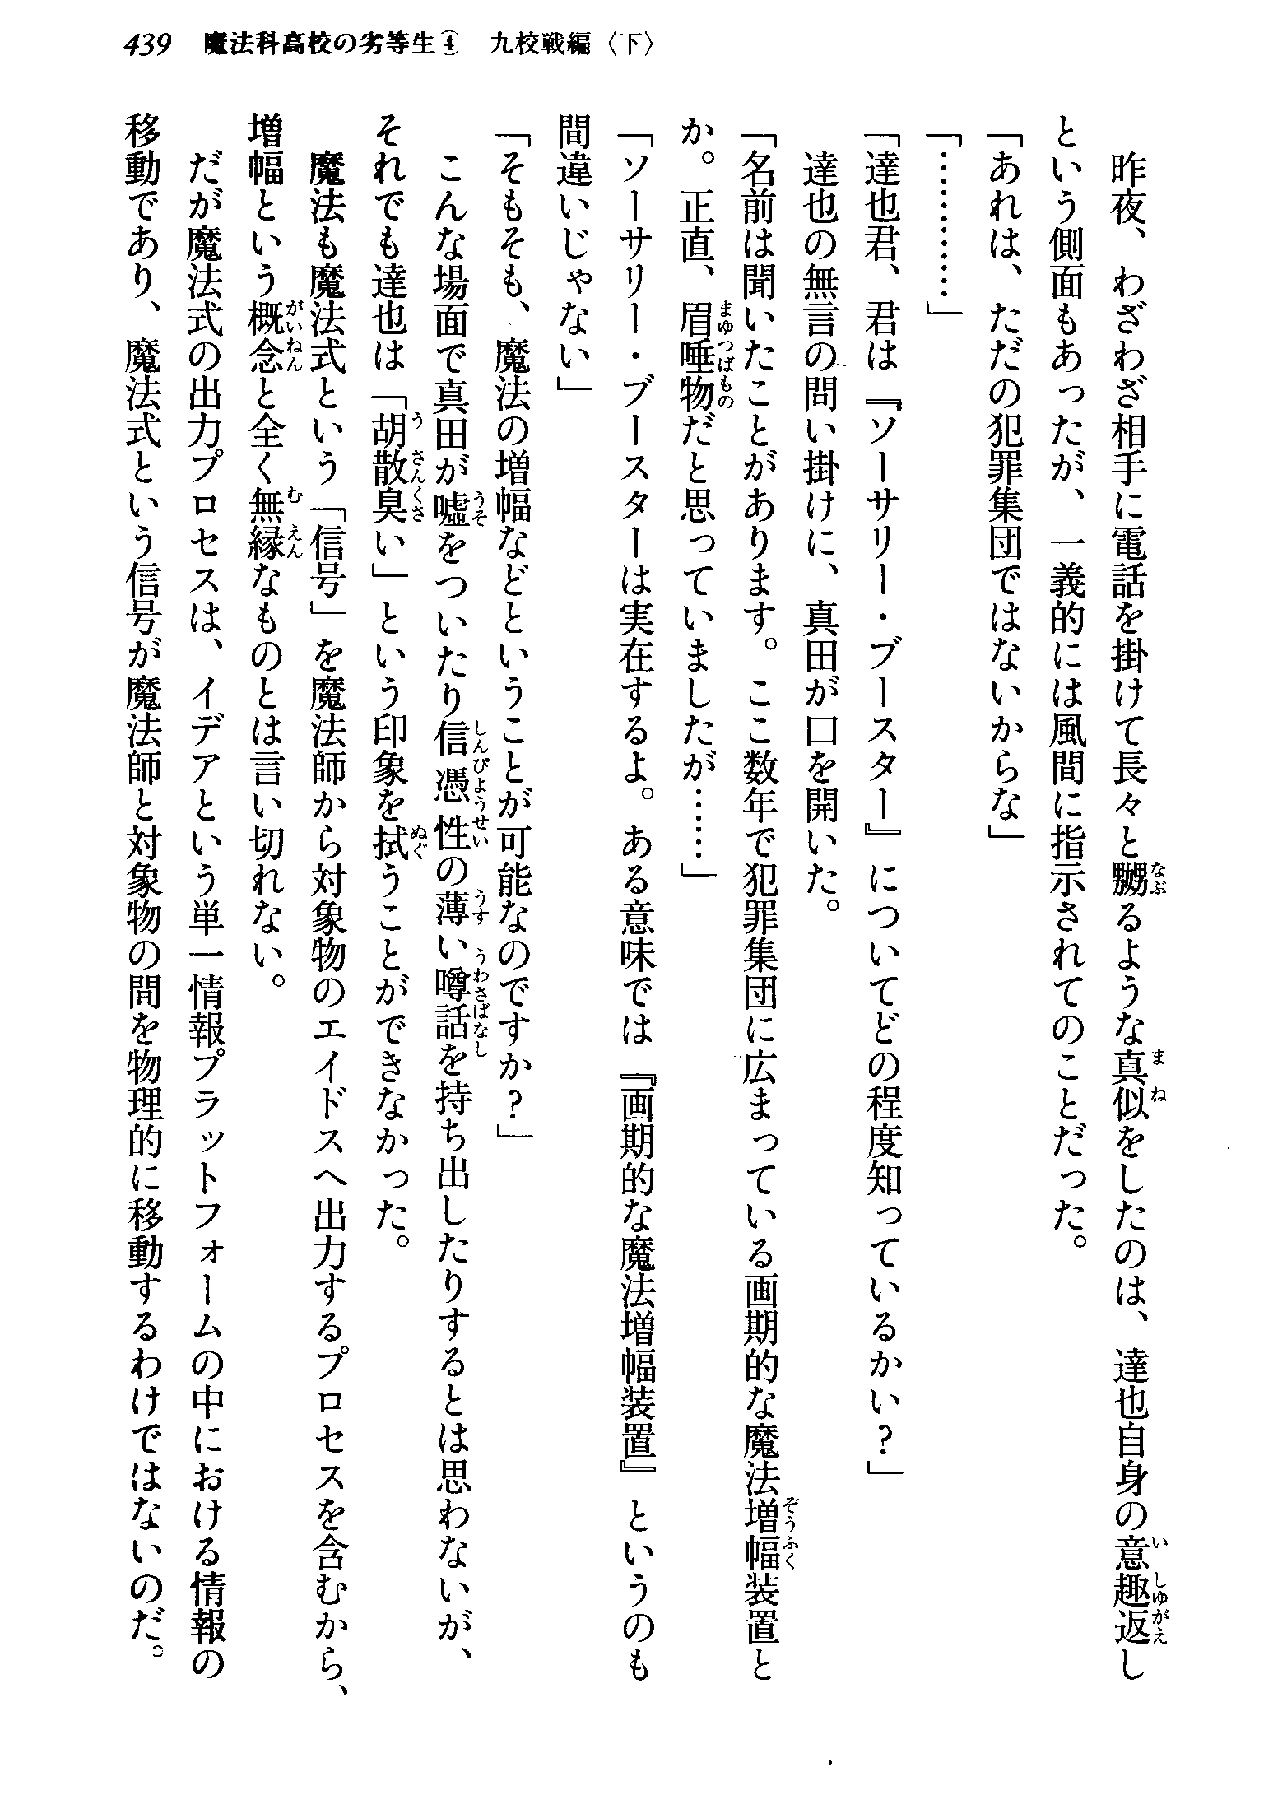 439 魔法科高校の劣等生④ 九校戦編〈下〉
　昨夜、わざわざ相手に電話を掛けて長々と嬲るような真似をしたのは、達也自身の意趣返し
という側面もあったが、一義的には風間に指示されてのことだった。
「あれは、ただの犯罪集団ではないからな」
「…………」
「達也君、君は『ソーサリー・ブースター』についてどの程度知っているかい？」
　達也の無言の問い掛けに、真田が口を開いた。
「名前は聞いたことがあります。ここ数年で犯罪集団に広まっている画期的な魔法増幅装置と
か。正直、眉唾物だと思っていましたが……」
「ソーサリー・ブースターは実在するよ。ある意味では『画期的な魔法増幅装置』というのも
間違いじゃない」
「そもそも、魔法の増幅などということが可能なのですか？」
　こんな場面で真田が嘘をついたり信憑性の薄い噂話を持ち出したりするとは思わないが、
それでも達也は「胡散臭い」という印象を拭うことができなかった。
　魔法も魔法式という「信号」を魔法師から対象物のエイドスへ出力するプロセスを含むから、
増幅という概念と全く無縁なものとは言い切れない。
　だが魔法式の出力プロセスは、イデアという単一情報プラットフォームの中における情報の
移動であり、魔法式という信号が魔法師と対象物の間を物理的に移動するわけではないのだ。